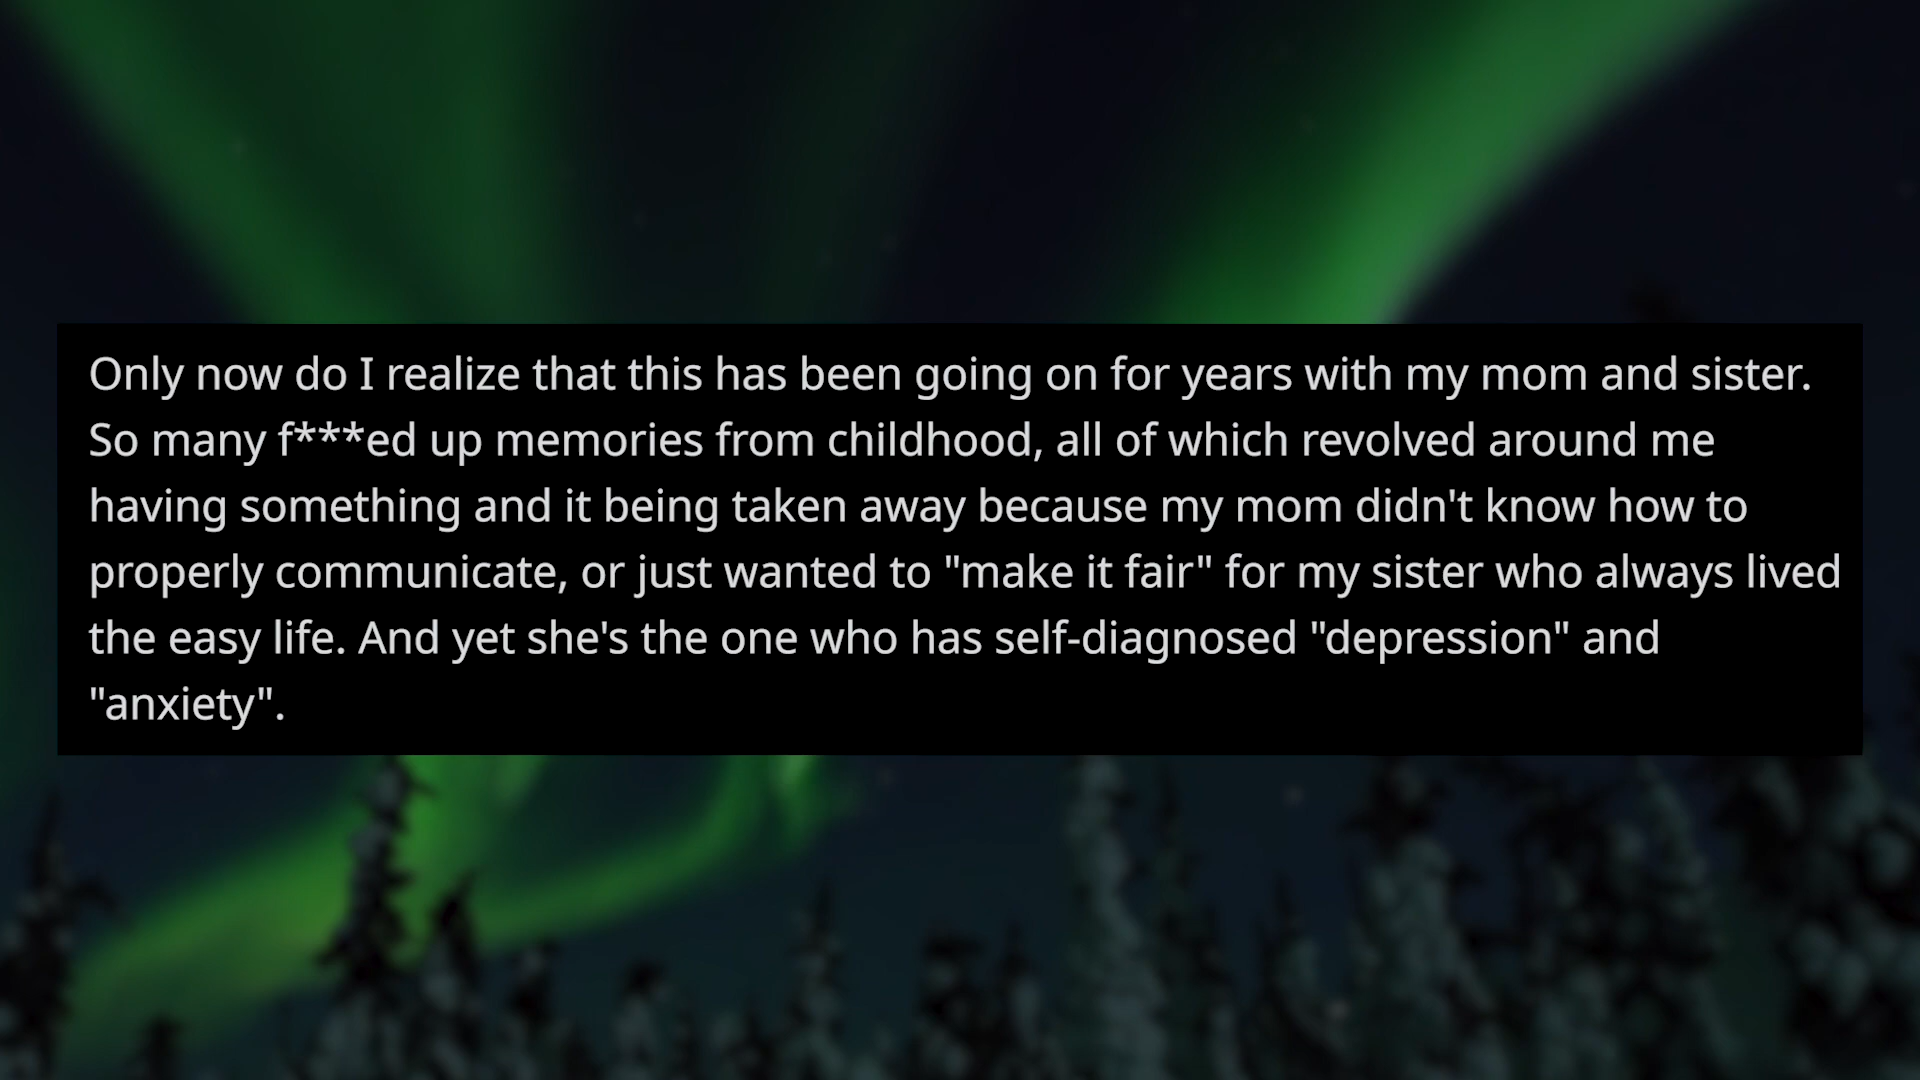 Only now do I realize that this has been going on for years with my mom and sister.
So many f***ed up memories from childhood, all of which revolved around me
having something and it being taken away because my mom didn't know how to
properly communicate, or just wanted to "make it fair" for my sister who always lived
the easy life. And yet she's the one who has self-diagnosed "depression" and
"anxiety".